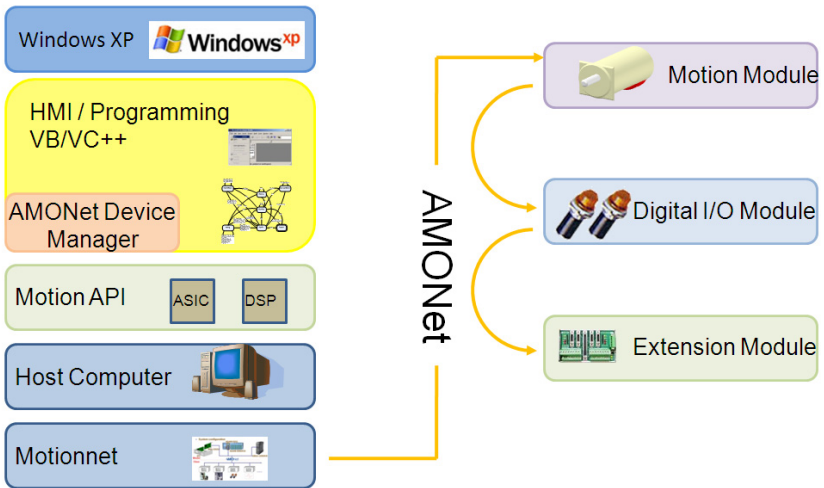 Windows XP
Windows xp
HMI / Programming
VB/VC++
AMONet Device
Manager
Motion API
ASIC
DSP
Host Computer
Motionnet
AMONet
Motion Module
Digital I/O Module
Extension Module